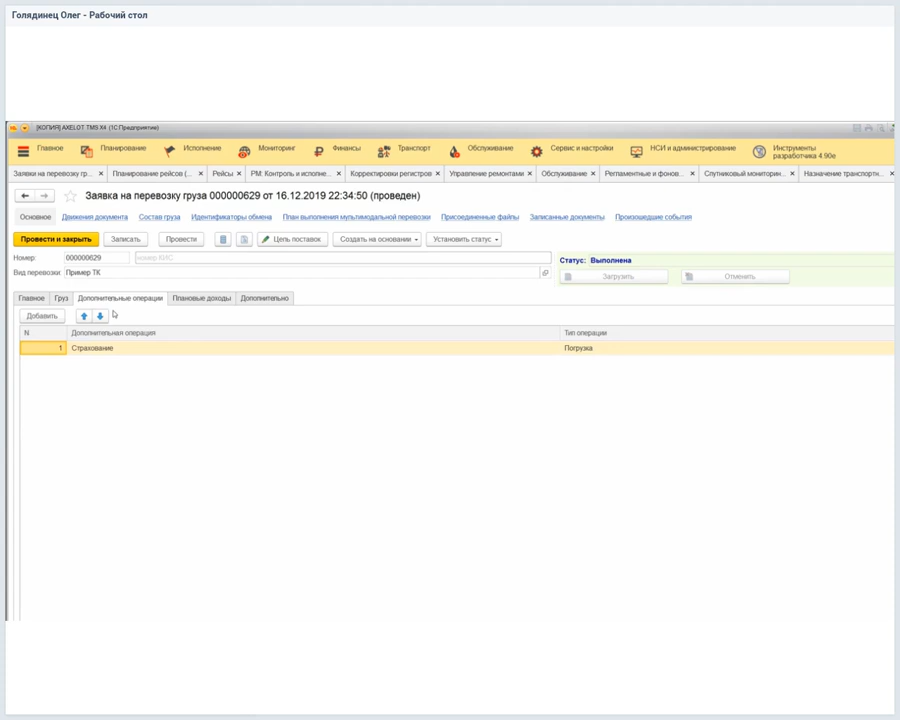 Голядинец Олег - Рабочий стол
[КОПИЯ] AXELOT TMS X4 (1С:Предприятие)
Главное Планирование Исполнение Мониторинг Финансы Транспорт Обслуживание Сервис и настройки НСИ и администрирование Инструменты
разработчика 4.90e
Заявки на перевозку гр... × Планирование рейсов (... × Рейсы × РМ: Контроль и исполне... × Корректировки регистров × Управление ремонтами × Обслуживание × Регламентные и фонов... × Спутниковый мониторин... × Назначение транспортн... ×
Заявка на перевозку груза 000000629 от 16.12.2019 22:34:50 (проведен)
Основное Движения документа Состав груза Идентификаторы обмена План выполнения мультимодальной перевозки Присоединенные файлы Записанные документы Произошедшие события
Провести и закрыть Записать Провести Цепь поставок Создать на основании Установить статус
Номер: 000000629 номер КИС Статус: Выполнена
Вид перевозки: Пример ТК Загрузить Отменить
Главное Груз Дополнительные операции Плановые доходы Дополнительно
Добавить
N Дополнительная операция Тип операции
1 Страхование Погрузка